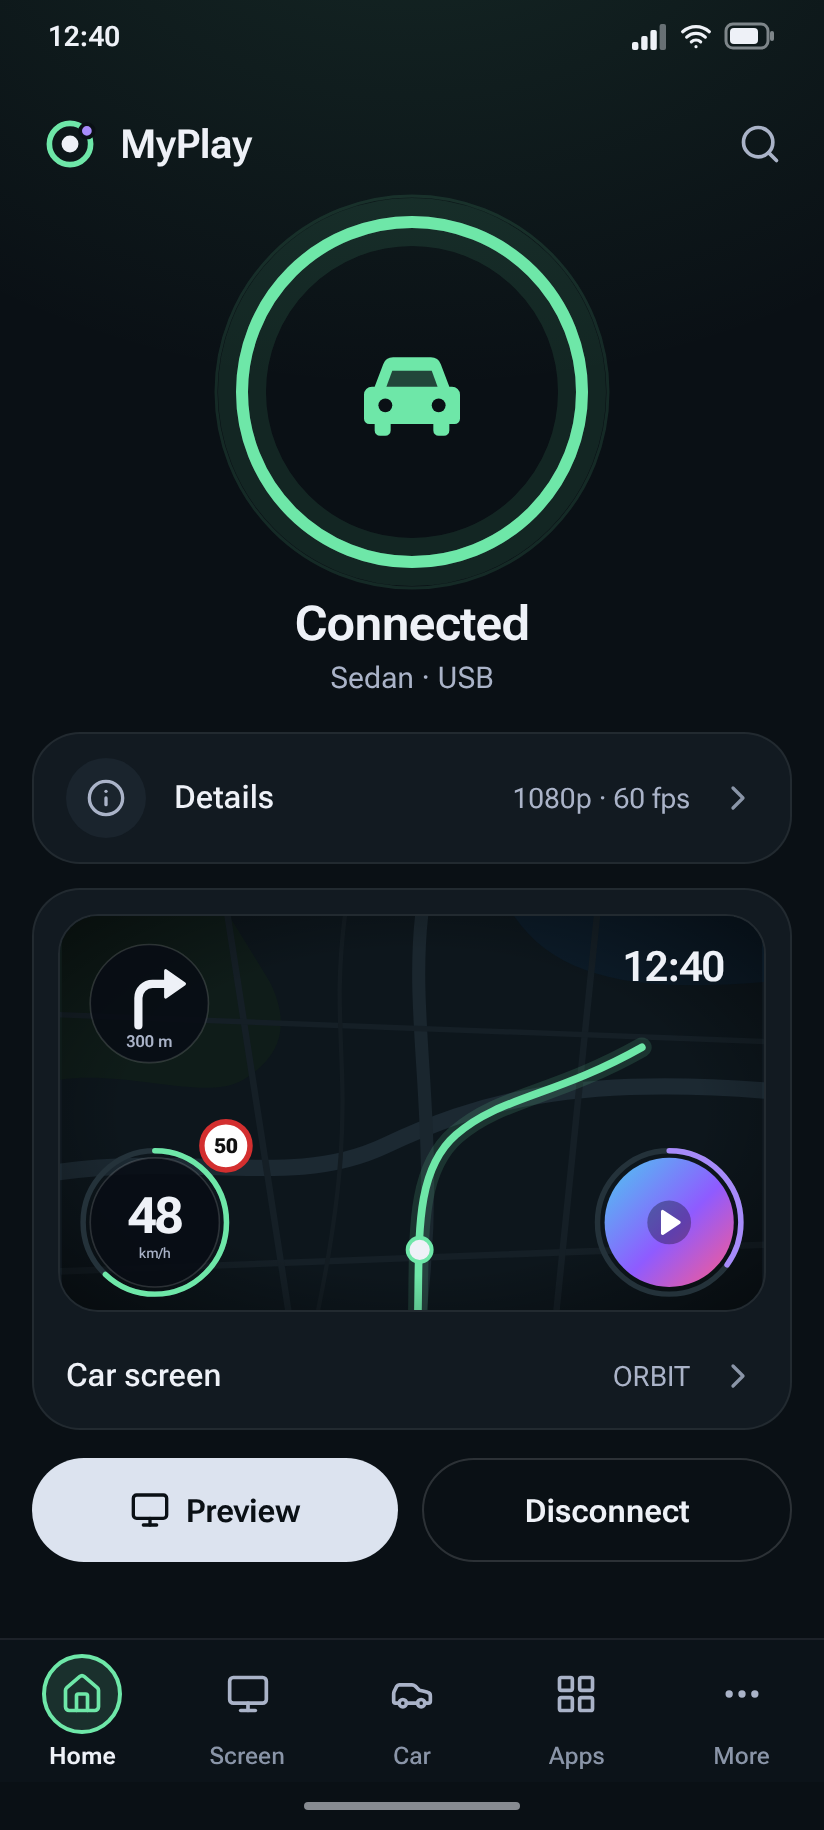 12:40
MyPlay
Connected
Sedan · USB
Details
1080p · 60 fps
300 m
12:40
50
48
km/h
Car screen
ORBIT
Preview
Disconnect
Home
Screen
Car
Apps
More